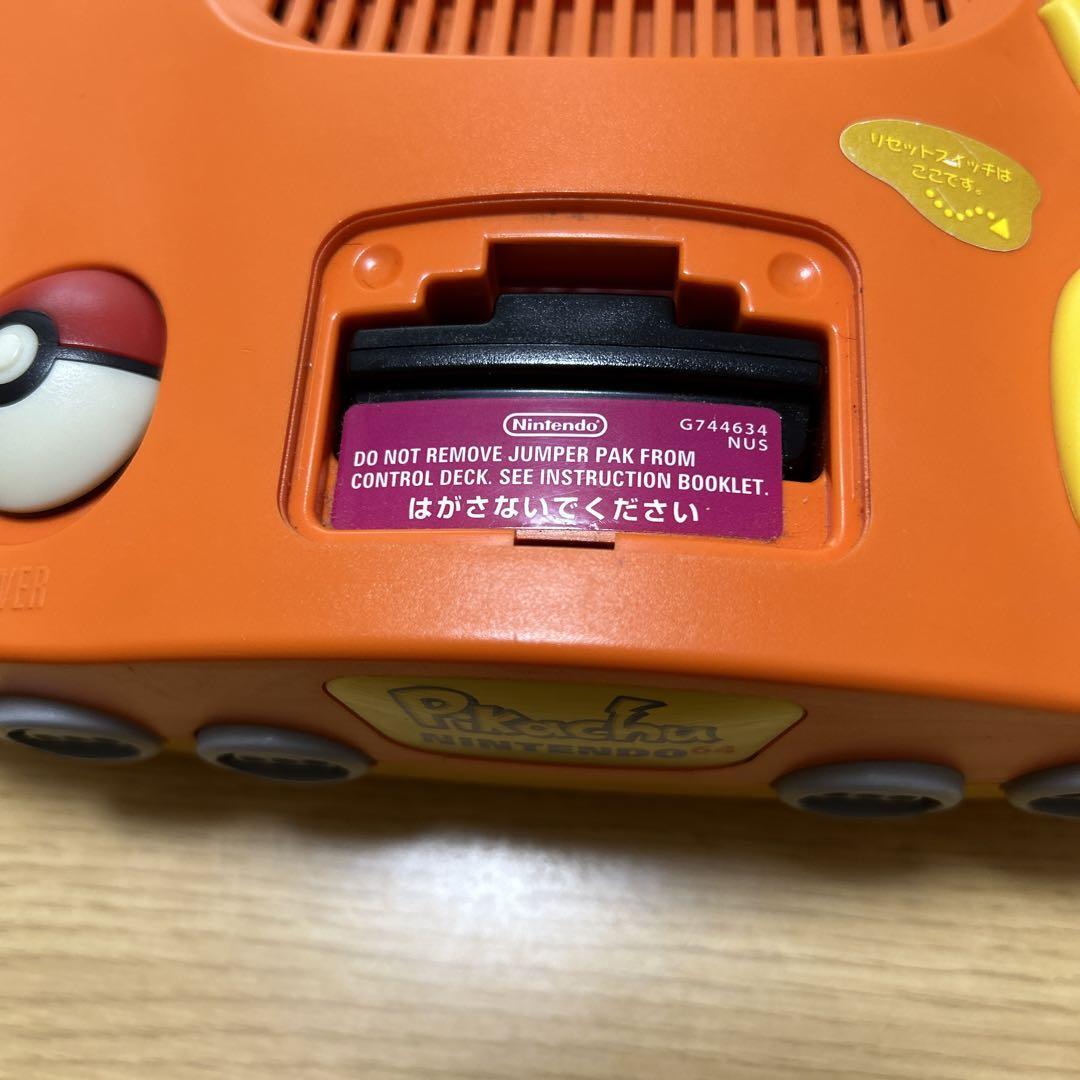 リセットスイッチは
ここです。
Nintendo
G744634
NUS
DO NOT REMOVE JUMPER PAK FROM
CONTROL DECK. SEE INSTRUCTION BOOKLET.
はがさないでください
Pikachu
NINTENDO 64